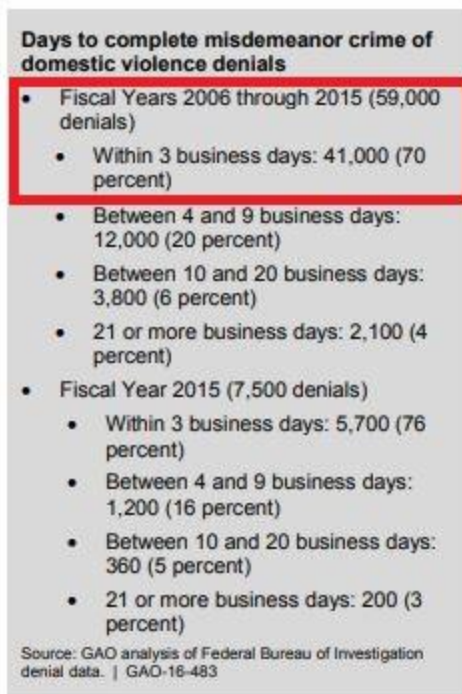 Days to complete misdemeanor crime of
domestic violence denials
• Fiscal Years 2006 through 2015 (59,000
denials)
• Within 3 business days: 41,000 (70
percent)
• Between 4 and 9 business days:
12,000 (20 percent)
• Between 10 and 20 business days:
3,800 (6 percent)
• 21 or more business days: 2,100 (4
percent)
• Fiscal Year 2015 (7,500 denials)
• Within 3 business days: 5,700 (76
percent)
• Between 4 and 9 business days:
1,200 (16 percent)
• Between 10 and 20 business days:
360 (5 percent)
• 21 or more business days: 200 (3
percent)
Source: GAO analysis of Federal Bureau of Investigation
denial data. | GAO-16-483